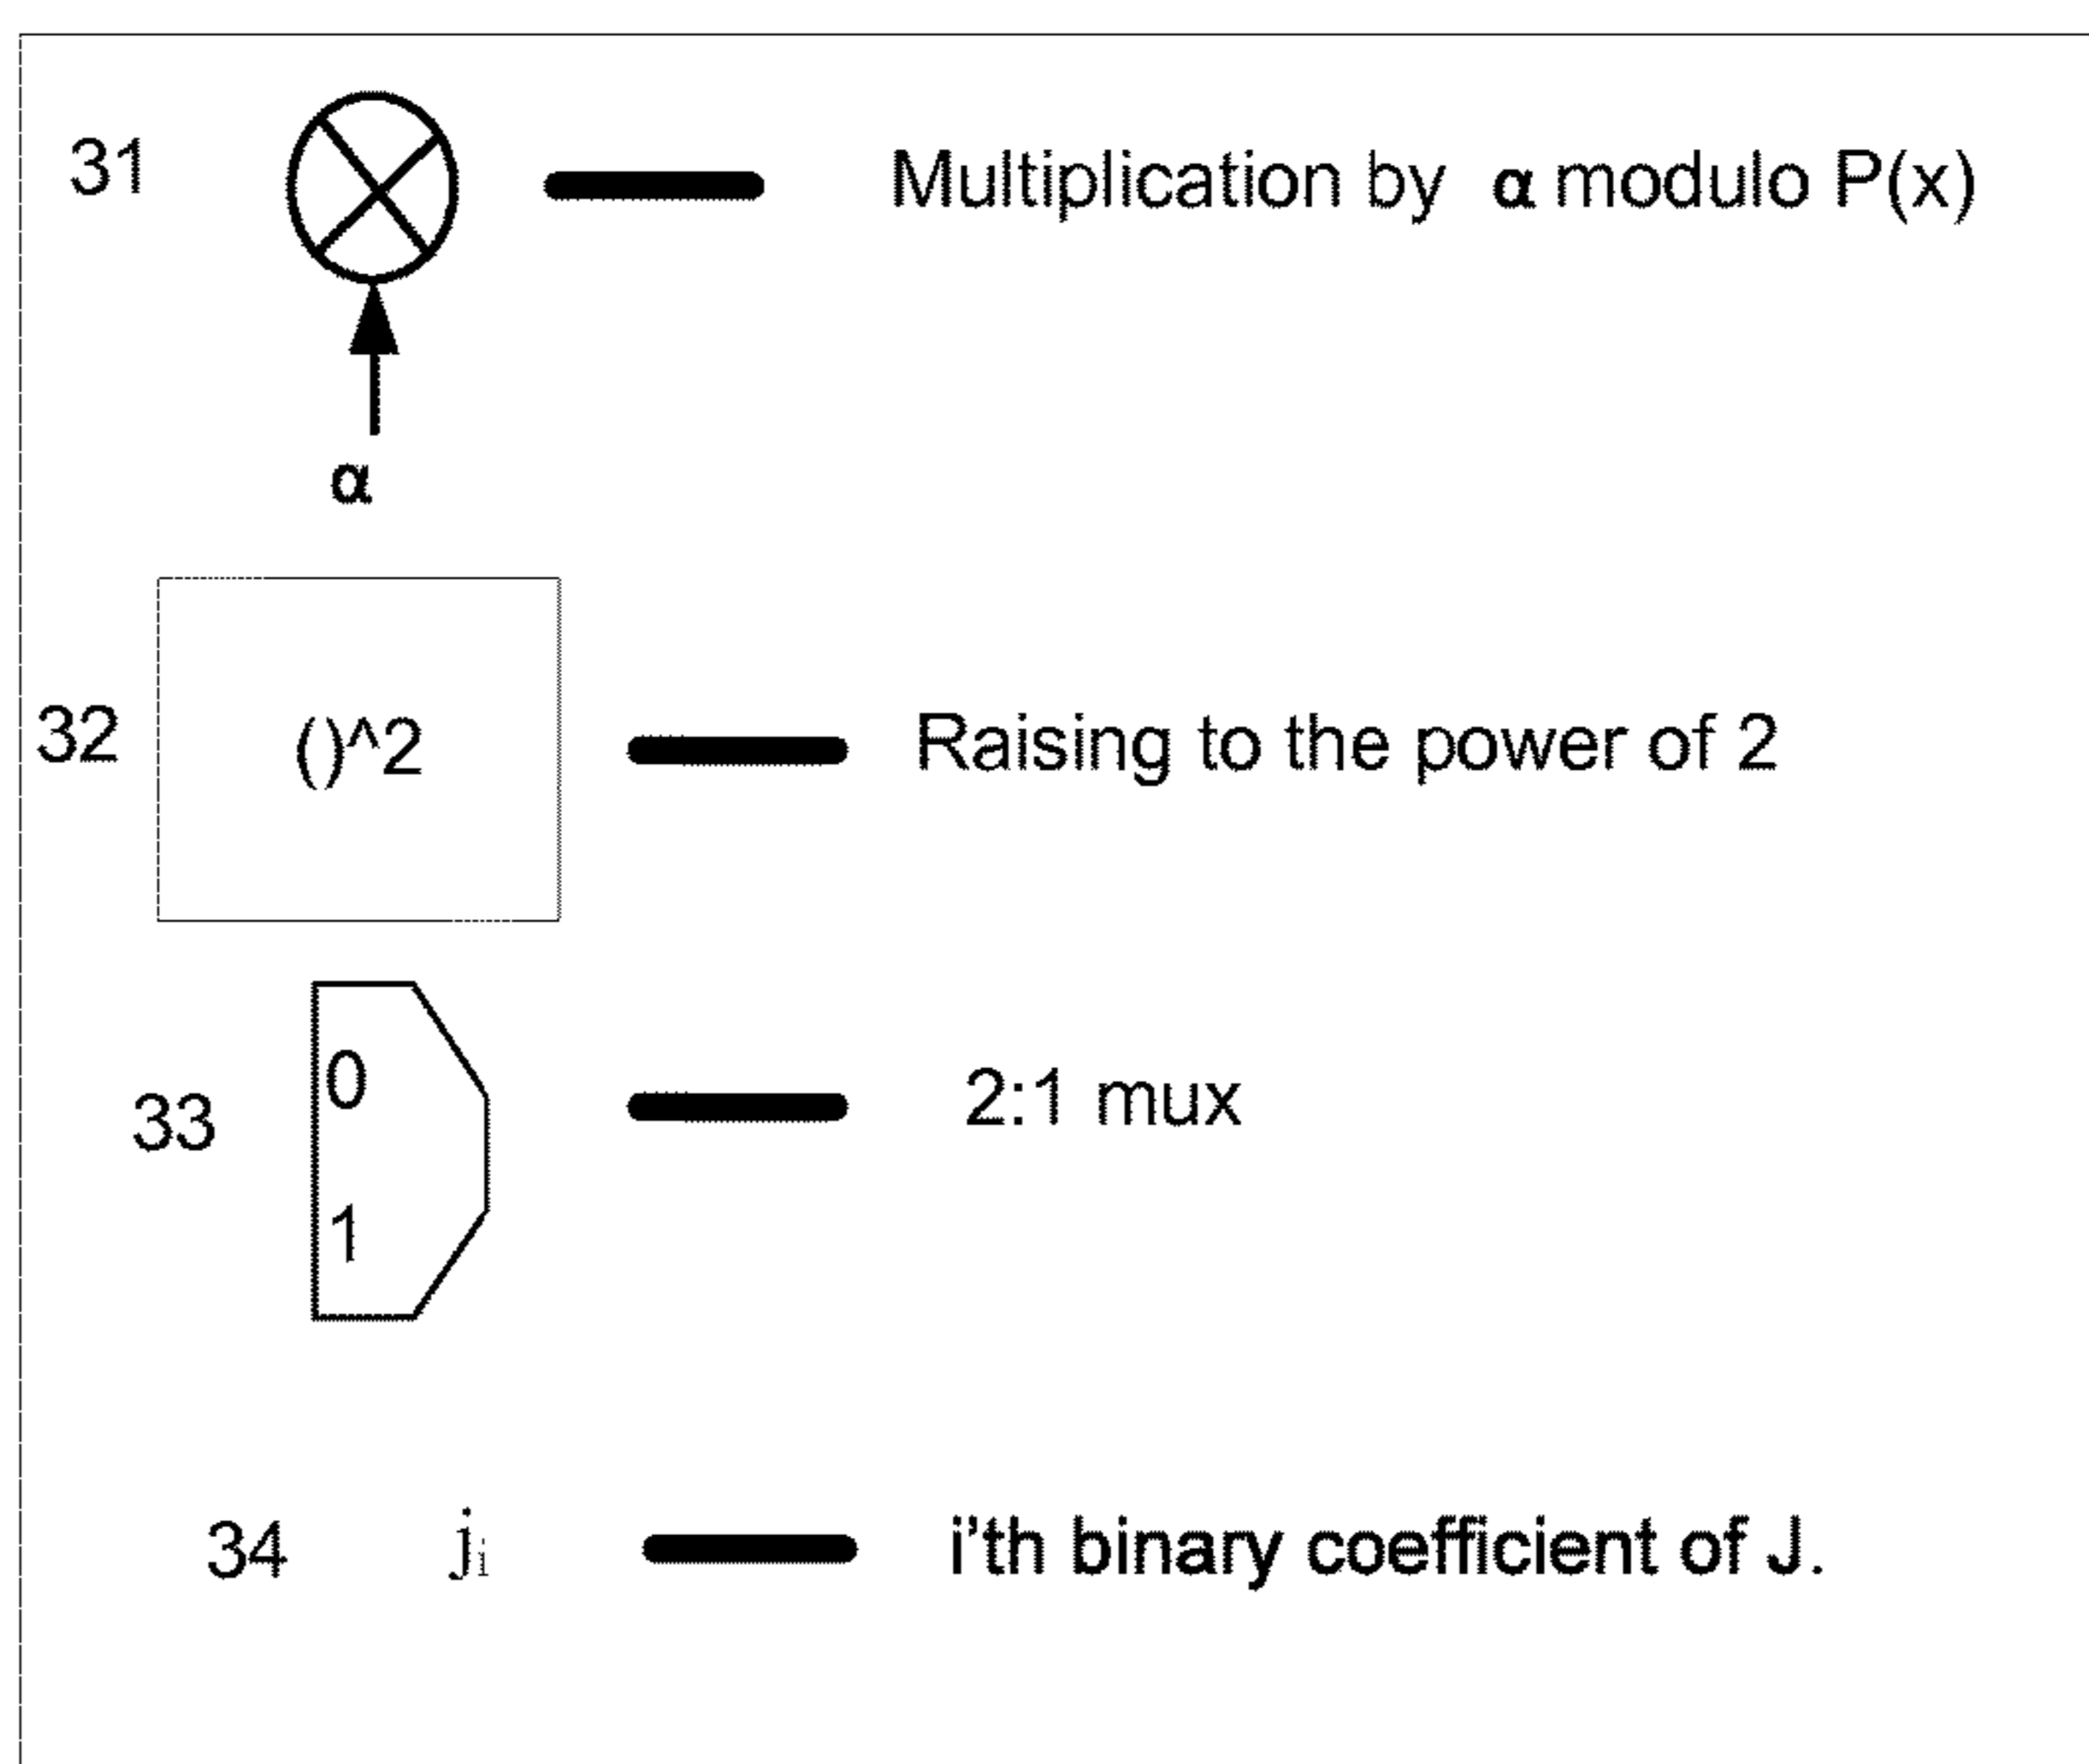 31 Multiplication by α modulo P(x)
α
32 ()^2 Raising to the power of 2
0
33 2:1 mux
1
34 jᵢ i'th binary coefficient of J.